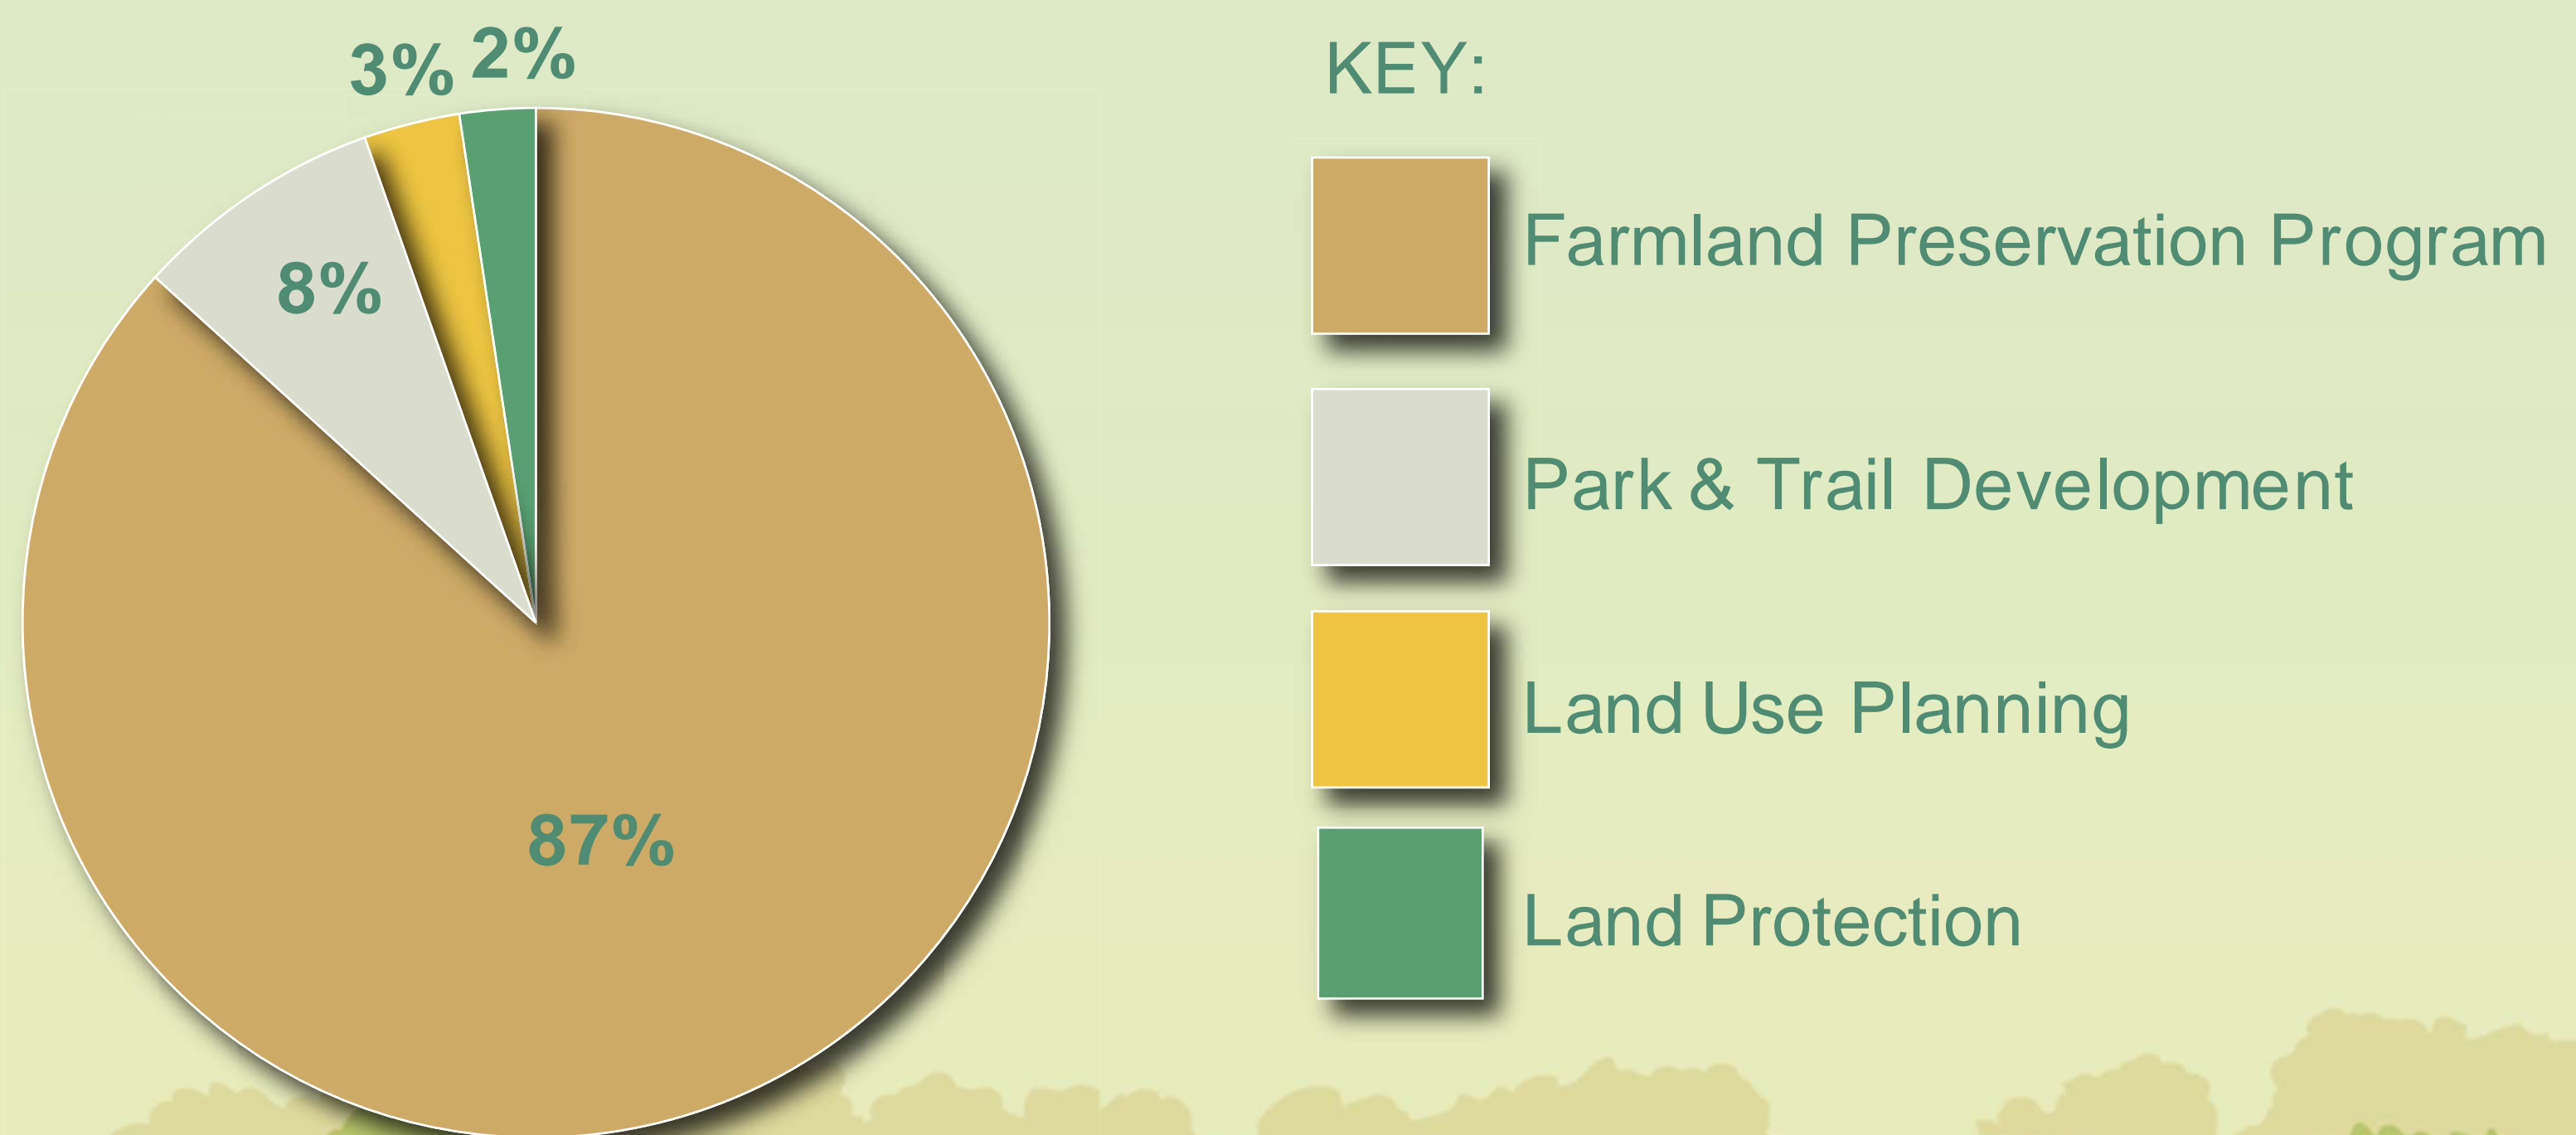 3%
2%
8%
87%
KEY:
Farmland Preservation Program
Park & Trail Development
Land Use Planning
Land Protection